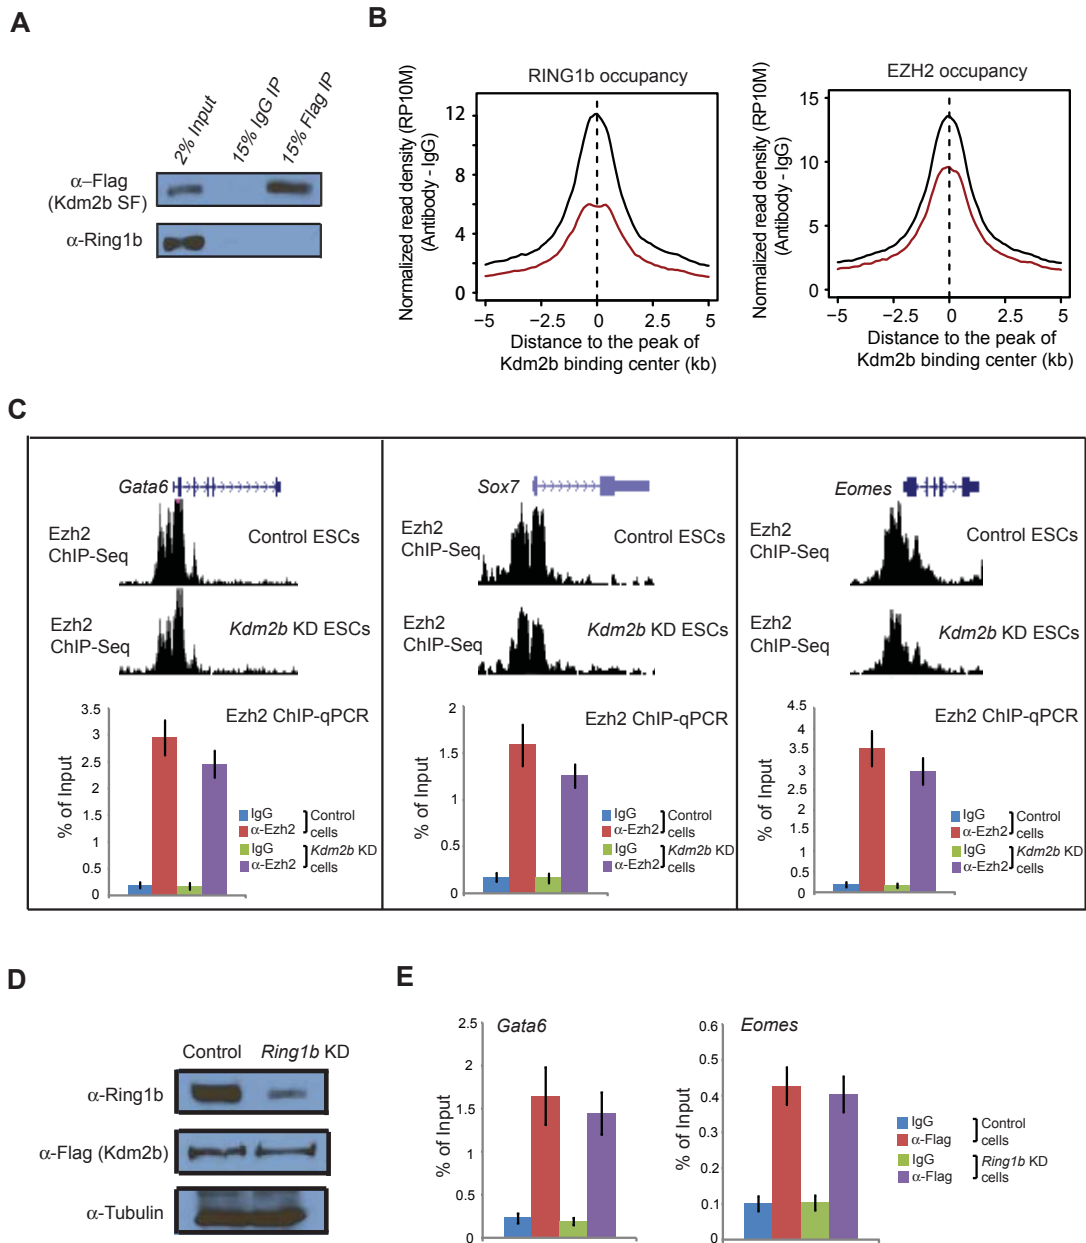 A
2% Input
15% IgG IP
15% Flag IP
α–Flag
(Kdm2b SF)
α-Ring1b
B
RING1b occupancy
Normalized read density (RP10M)
(Antibody - IgG)
12
8
4
0
−5
−2.5
0
2.5
5
Distance to the peak of
Kdm2b binding center (kb)
EZH2 occupancy
Normalized read density (RP10M)
(Antibody - IgG)
15
10
5
0
−5
−2.5
0
2.5
5
Distance to the peak of
Kdm2b binding center (kb)
C
Gata6
Ezh2
ChIP-Seq
Control ESCs
Ezh2
ChIP-Seq
Kdm2b KD ESCs
Ezh2 ChIP-qPCR
% of Input
3.5
3
2.5
2
1.5
1
0.5
0
IgG
α-Ezh2
Control
cells
IgG
α-Ezh2
Kdm2b KD
cells
Sox7
Ezh2
ChIP-Seq
Control ESCs
Ezh2
ChIP-Seq
Kdm2b KD ESCs
Ezh2 ChIP-qPCR
% of Input
2
1.5
1
0.5
0
IgG
α-Ezh2
Control
cells
IgG
α-Ezh2
Kdm2b KD
cells
Eomes
Ezh2
ChIP-Seq
Control ESCs
Ezh2
ChIP-Seq
Kdm2b KD ESCs
Ezh2 ChIP-qPCR
% of Input
4.5
4
3.5
3
2.5
2
1.5
1
0.5
0
IgG
α-Ezh2
Control
cells
IgG
α-Ezh2
Kdm2b KD
cells
D
Control
Ring1b KD
α-Ring1b
α-Flag (Kdm2b)
α-Tubulin
E
Gata6
% of Input
2.5
2
1.5
1
0.5
0
Eomes
% of Input
0.6
0.5
0.4
0.3
0.2
0.1
0
IgG
α-Flag
Control
cells
IgG
α-Flag
Ring1b KD
cells